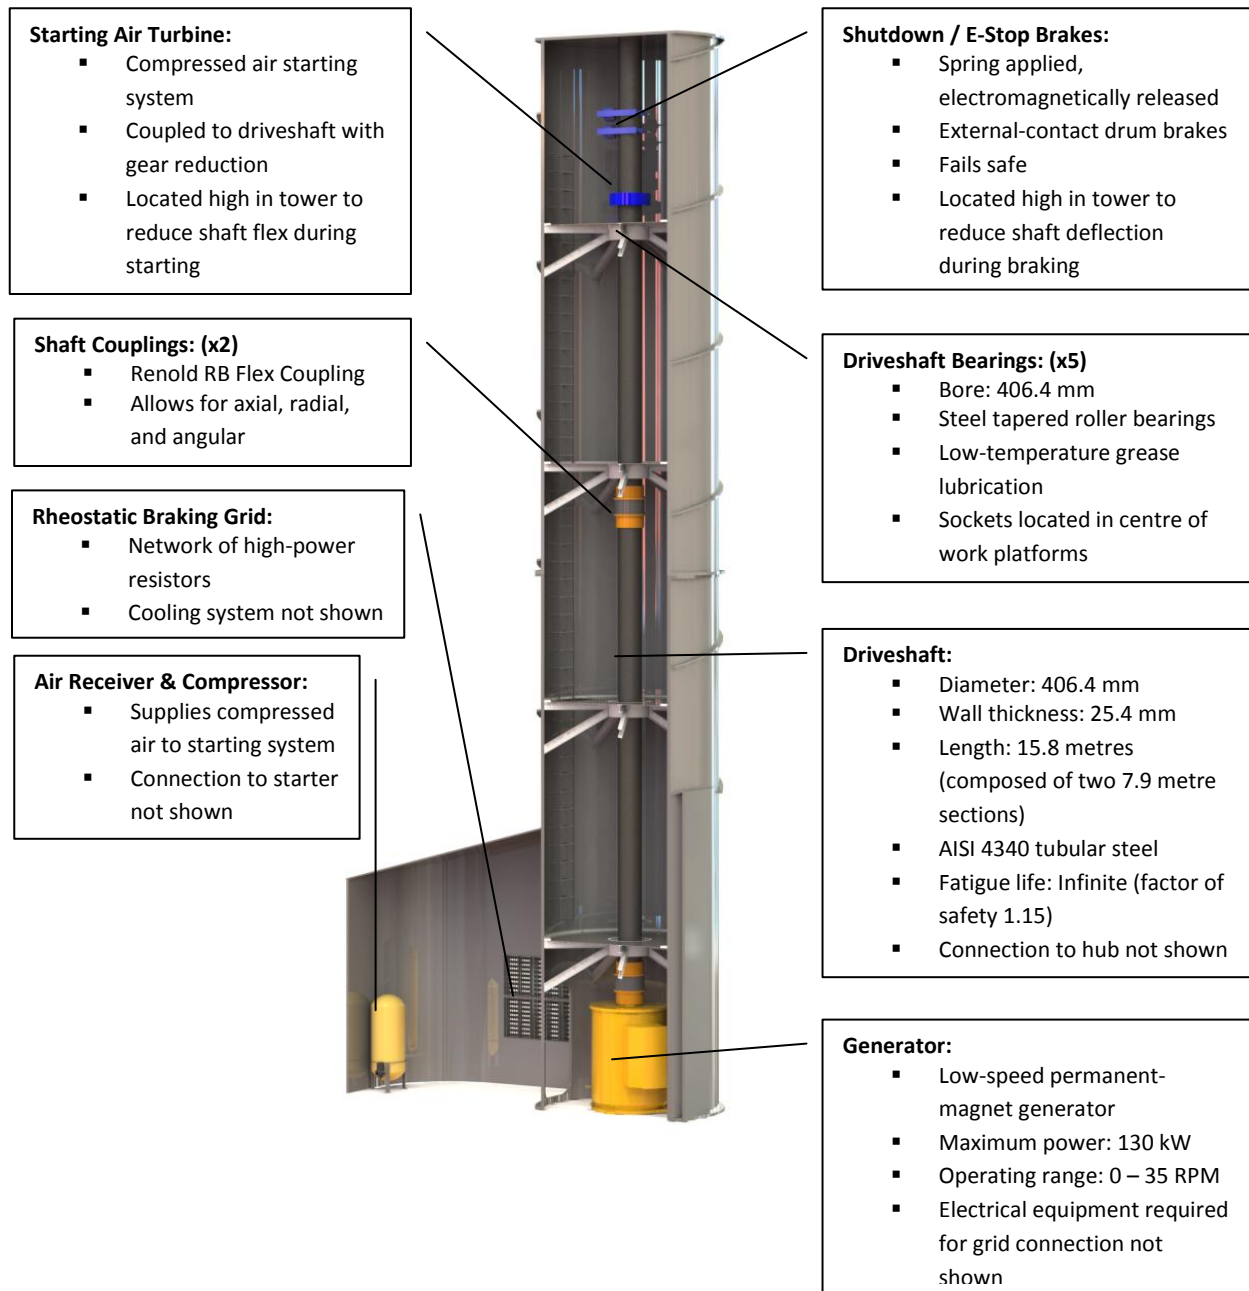 Starting Air Turbine:
▪ Compressed air starting
system
▪ Coupled to driveshaft with
gear reduction
▪ Located high in tower to
reduce shaft flex during
starting
Shaft Couplings: (x2)
▪ Renold RB Flex Coupling
▪ Allows for axial, radial,
and angular
Rheostatic Braking Grid:
▪ Network of high-power
resistors
▪ Cooling system not shown
Air Receiver & Compressor:
▪ Supplies compressed
air to starting system
▪ Connection to starter
not shown
Shutdown / E-Stop Brakes:
▪ Spring applied,
electromagnetically released
▪ External-contact drum brakes
▪ Fails safe
▪ Located high in tower to
reduce shaft deflection
during braking
Driveshaft Bearings: (x5)
▪ Bore: 406.4 mm
▪ Steel tapered roller bearings
▪ Low-temperature grease
lubrication
▪ Sockets located in centre of
work platforms
Driveshaft:
▪ Diameter: 406.4 mm
▪ Wall thickness: 25.4 mm
▪ Length: 15.8 metres
(composed of two 7.9 metre
sections)
▪ AISI 4340 tubular steel
▪ Fatigue life: Infinite (factor of
safety 1.15)
▪ Connection to hub not shown
Generator:
▪ Low-speed permanent-
magnet generator
▪ Maximum power: 130 kW
▪ Operating range: 0 – 35 RPM
▪ Electrical equipment required
for grid connection not
shown